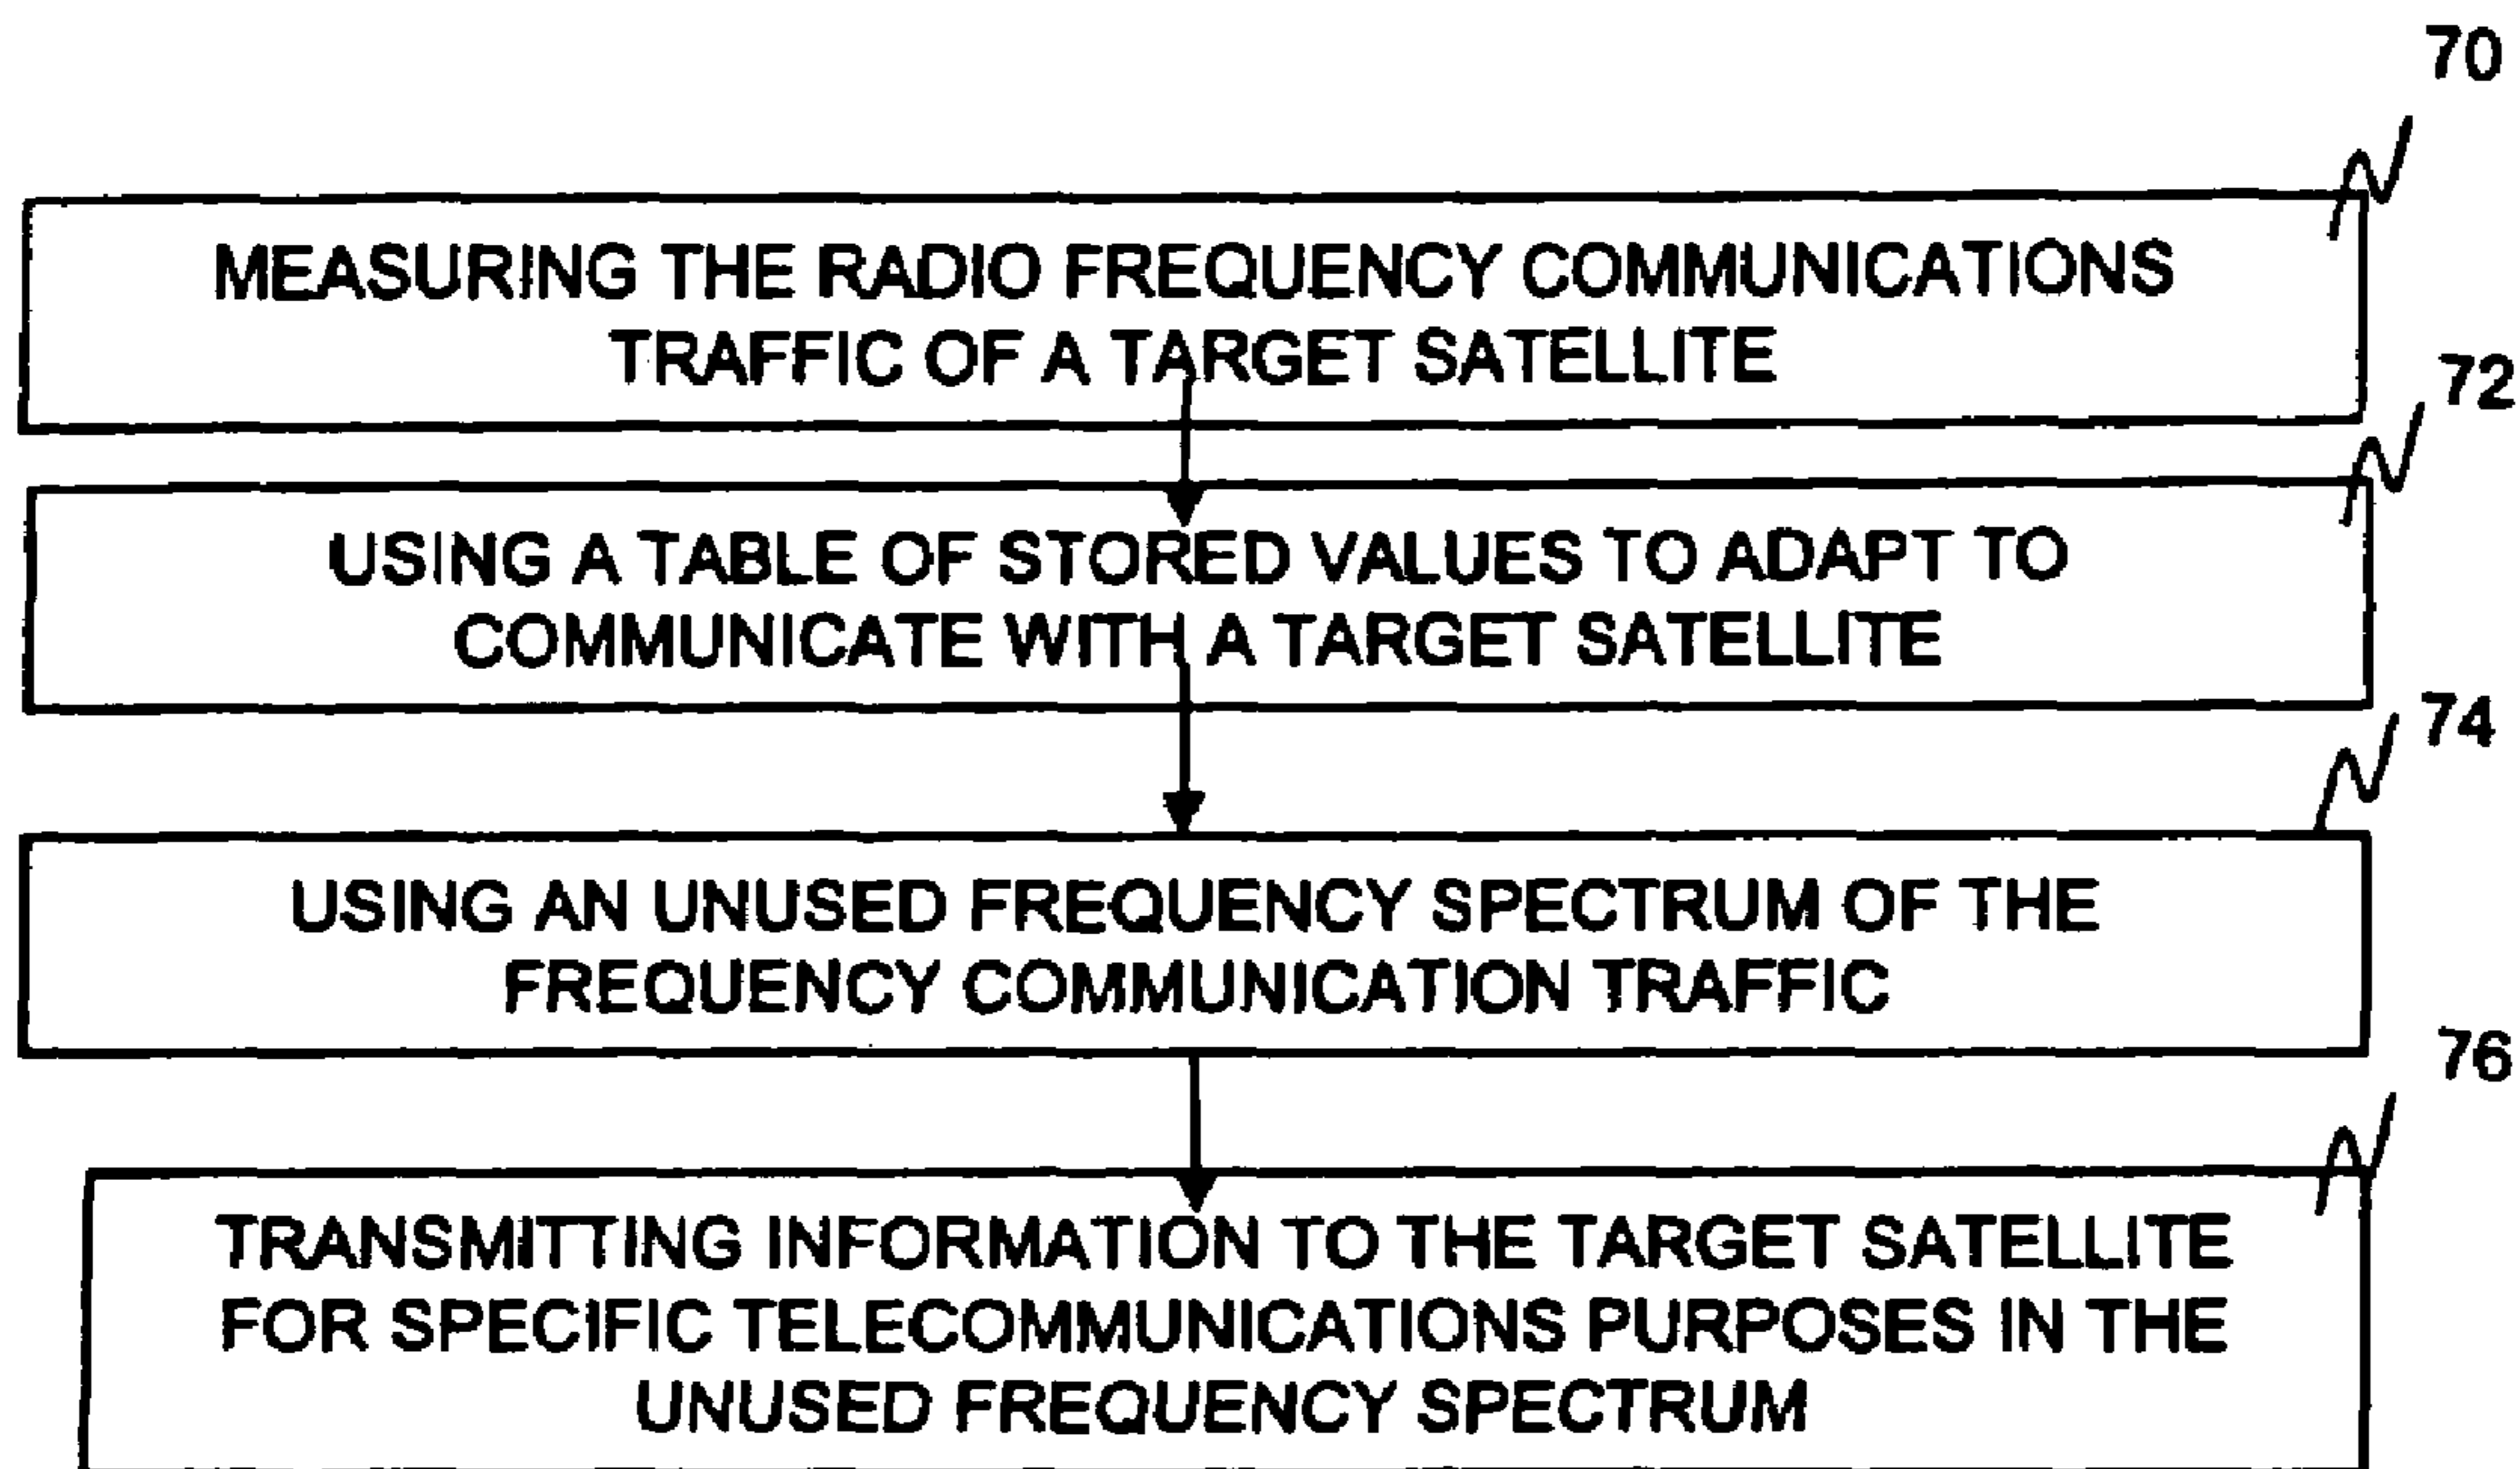 70
MEASURING THE RADIO FREQUENCY COMMUNICATIONS
TRAFFIC OF A TARGET SATELLITE
72
USING A TABLE OF STORED VALUES TO ADAPT TO
COMMUNICATE WITH A TARGET SATELLITE
74
USING AN UNUSED FREQUENCY SPECTRUM OF THE
FREQUENCY COMMUNICATION TRAFFIC
76
TRANSMITTING INFORMATION TO THE TARGET SATELLITE
FOR SPECIFIC TELECOMMUNICATIONS PURPOSES IN THE
UNUSED FREQUENCY SPECTRUM